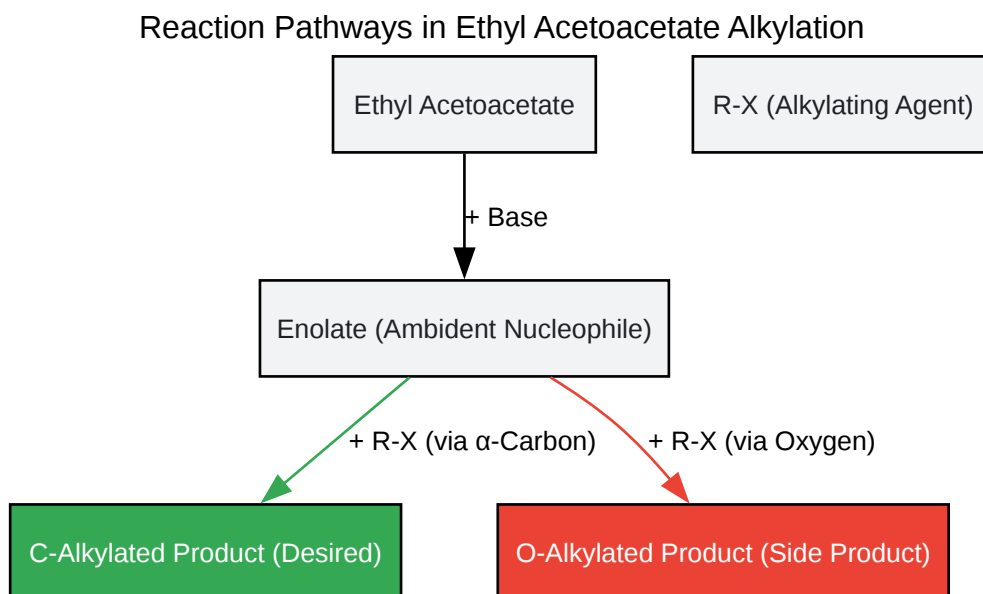 Reaction Pathways in Ethyl Acetoacetate Alkylation
Ethyl Acetoacetate
R-X (Alkylating Agent)
+ Base
Enolate (Ambident Nucleophile)
+ R-X (via α-Carbon)
+ R-X (via Oxygen)
C-Alkylated Product (Desired)
O-Alkylated Product (Side Product)